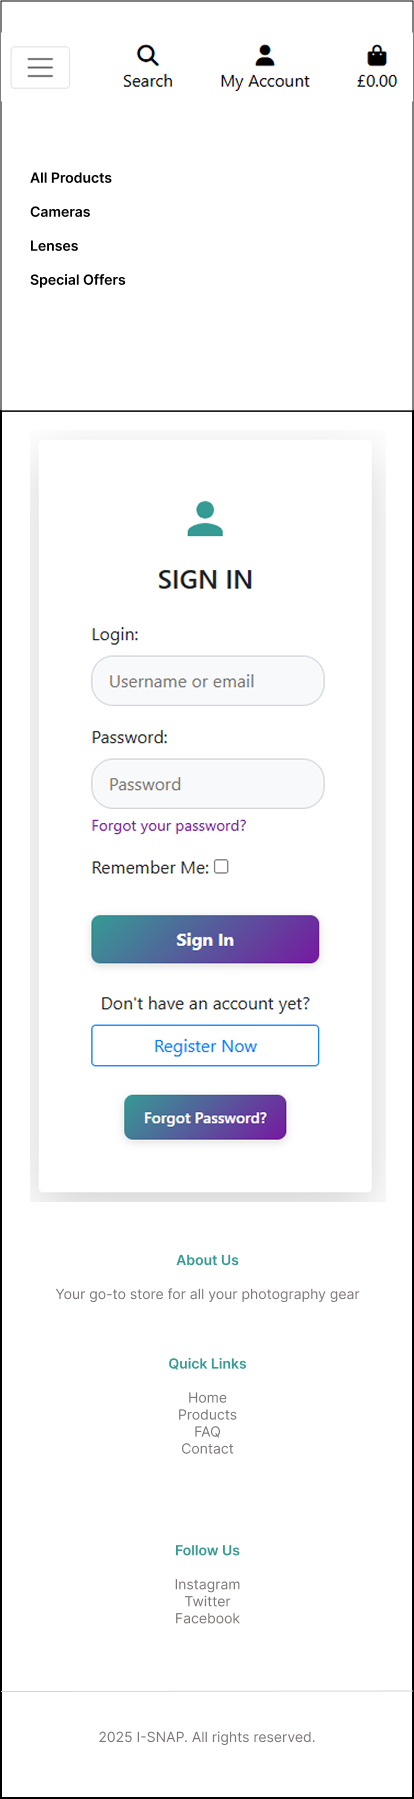 Search My Account £0.00
All Products
Cameras
Lenses
Special Offers
SIGN IN
Login:
Username or email
Password:
Password
Forgot your password?
Remember Me:
Sign In
Don't have an account yet?
Register Now
Forgot Password?
About Us
Your go-to store for all your photography gear
Quick Links
Home
Products
FAQ
Contact
Follow Us
Instagram
Twitter
Facebook
2025 I-SNAP. All rights reserved.